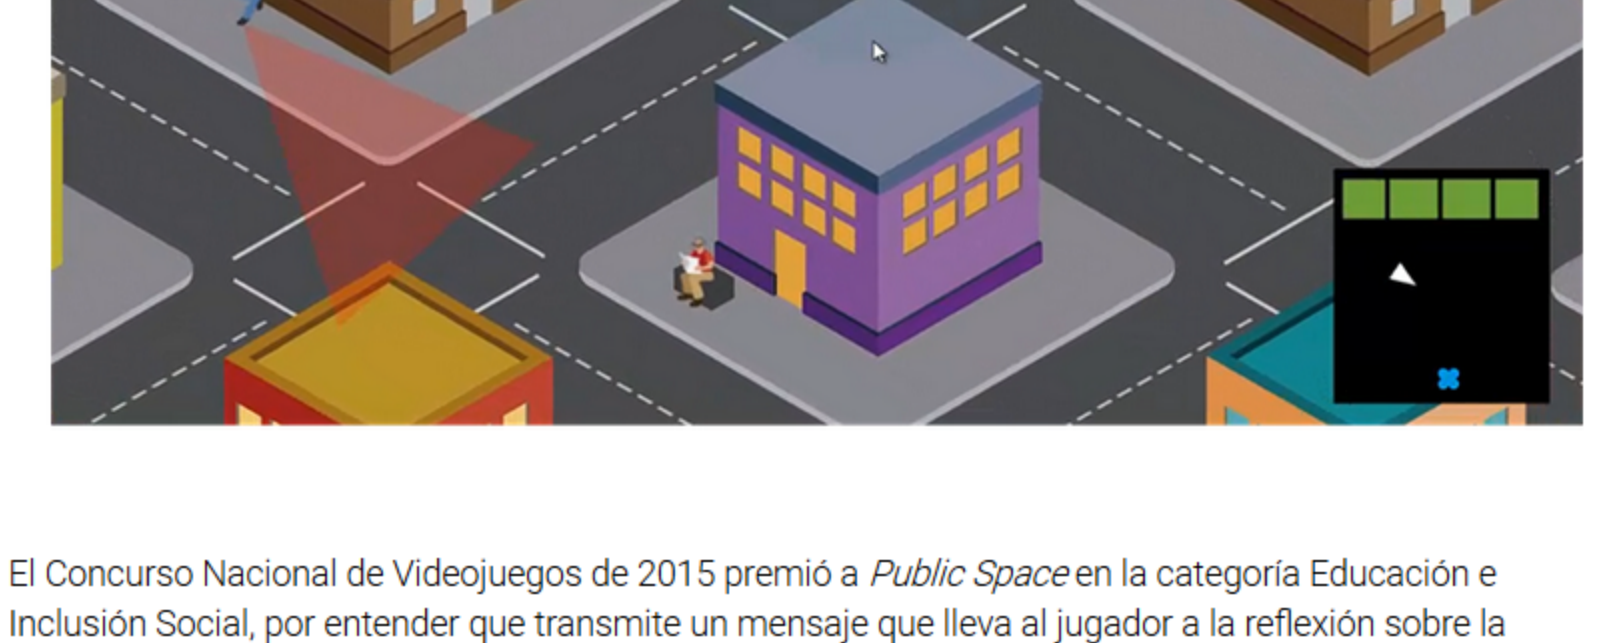 El Concurso Nacional de Videojuegos de 2015 premió a Public Space en la categoría Educación e
Inclusión Social, por entender que transmite un mensaje que lleva al jugador a la reflexión sobre la